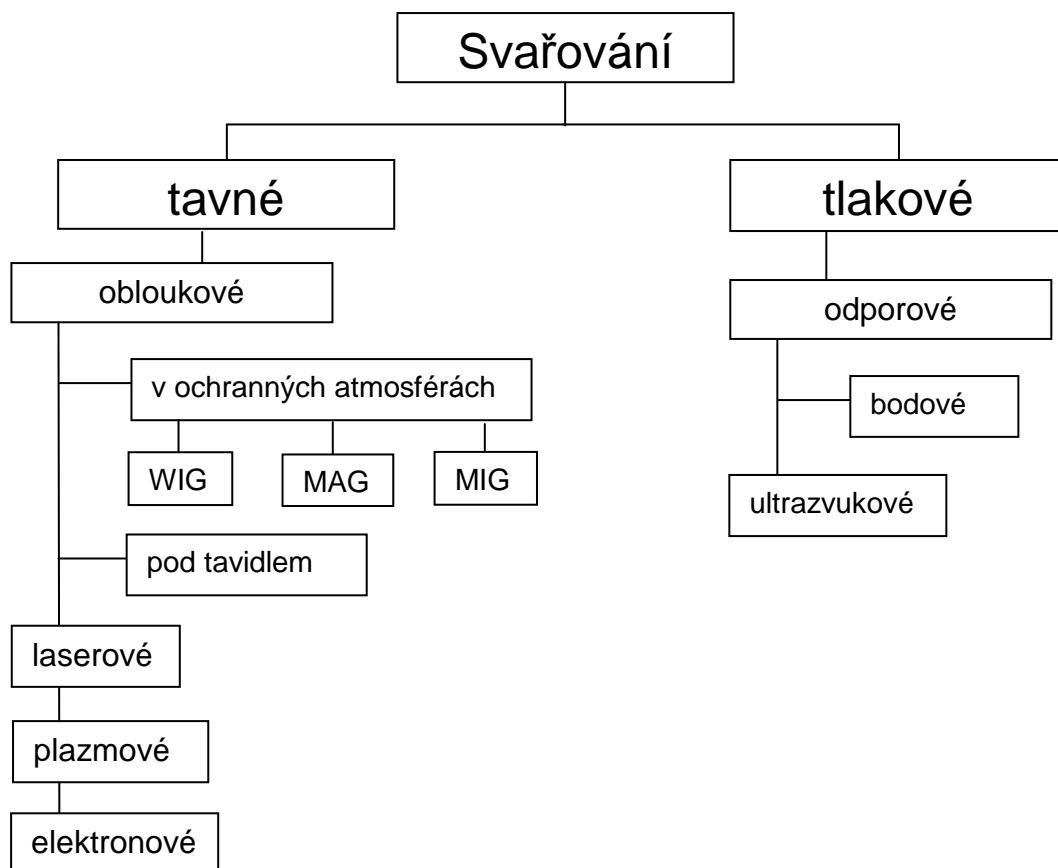 Svařování
tavné
tlakové
obloukové
odporové
v ochranných atmosférách
bodové
WIG
MAG
MIG
ultrazvukové
pod tavidlem
laserové
plazmové
elektronové